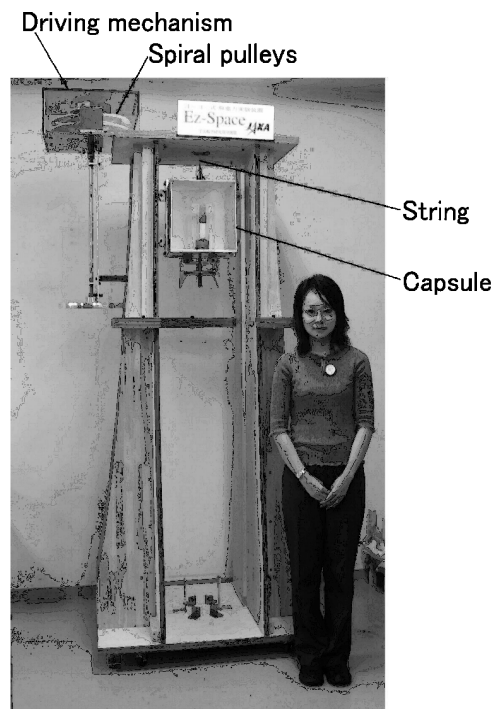 Driving mechanism
Spiral pulleys
Ez-Space JAXA
String
Capsule